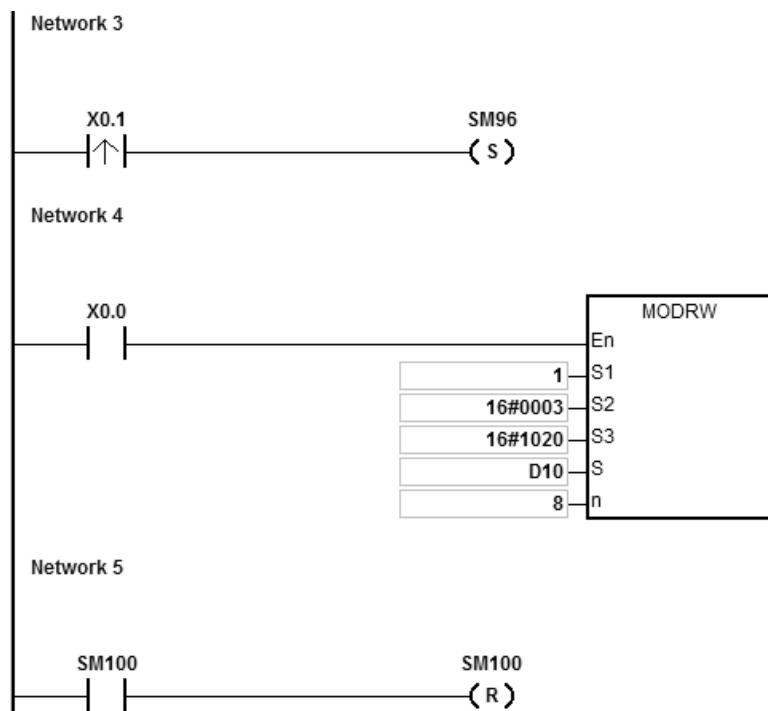 Network 3
X0.1 SM96
S
Network 4
X0.0 MODRW
En
1 S1
16#0003 S2
16#1020 S3
D10 S
8 n
Network 5
SM100 SM100
R